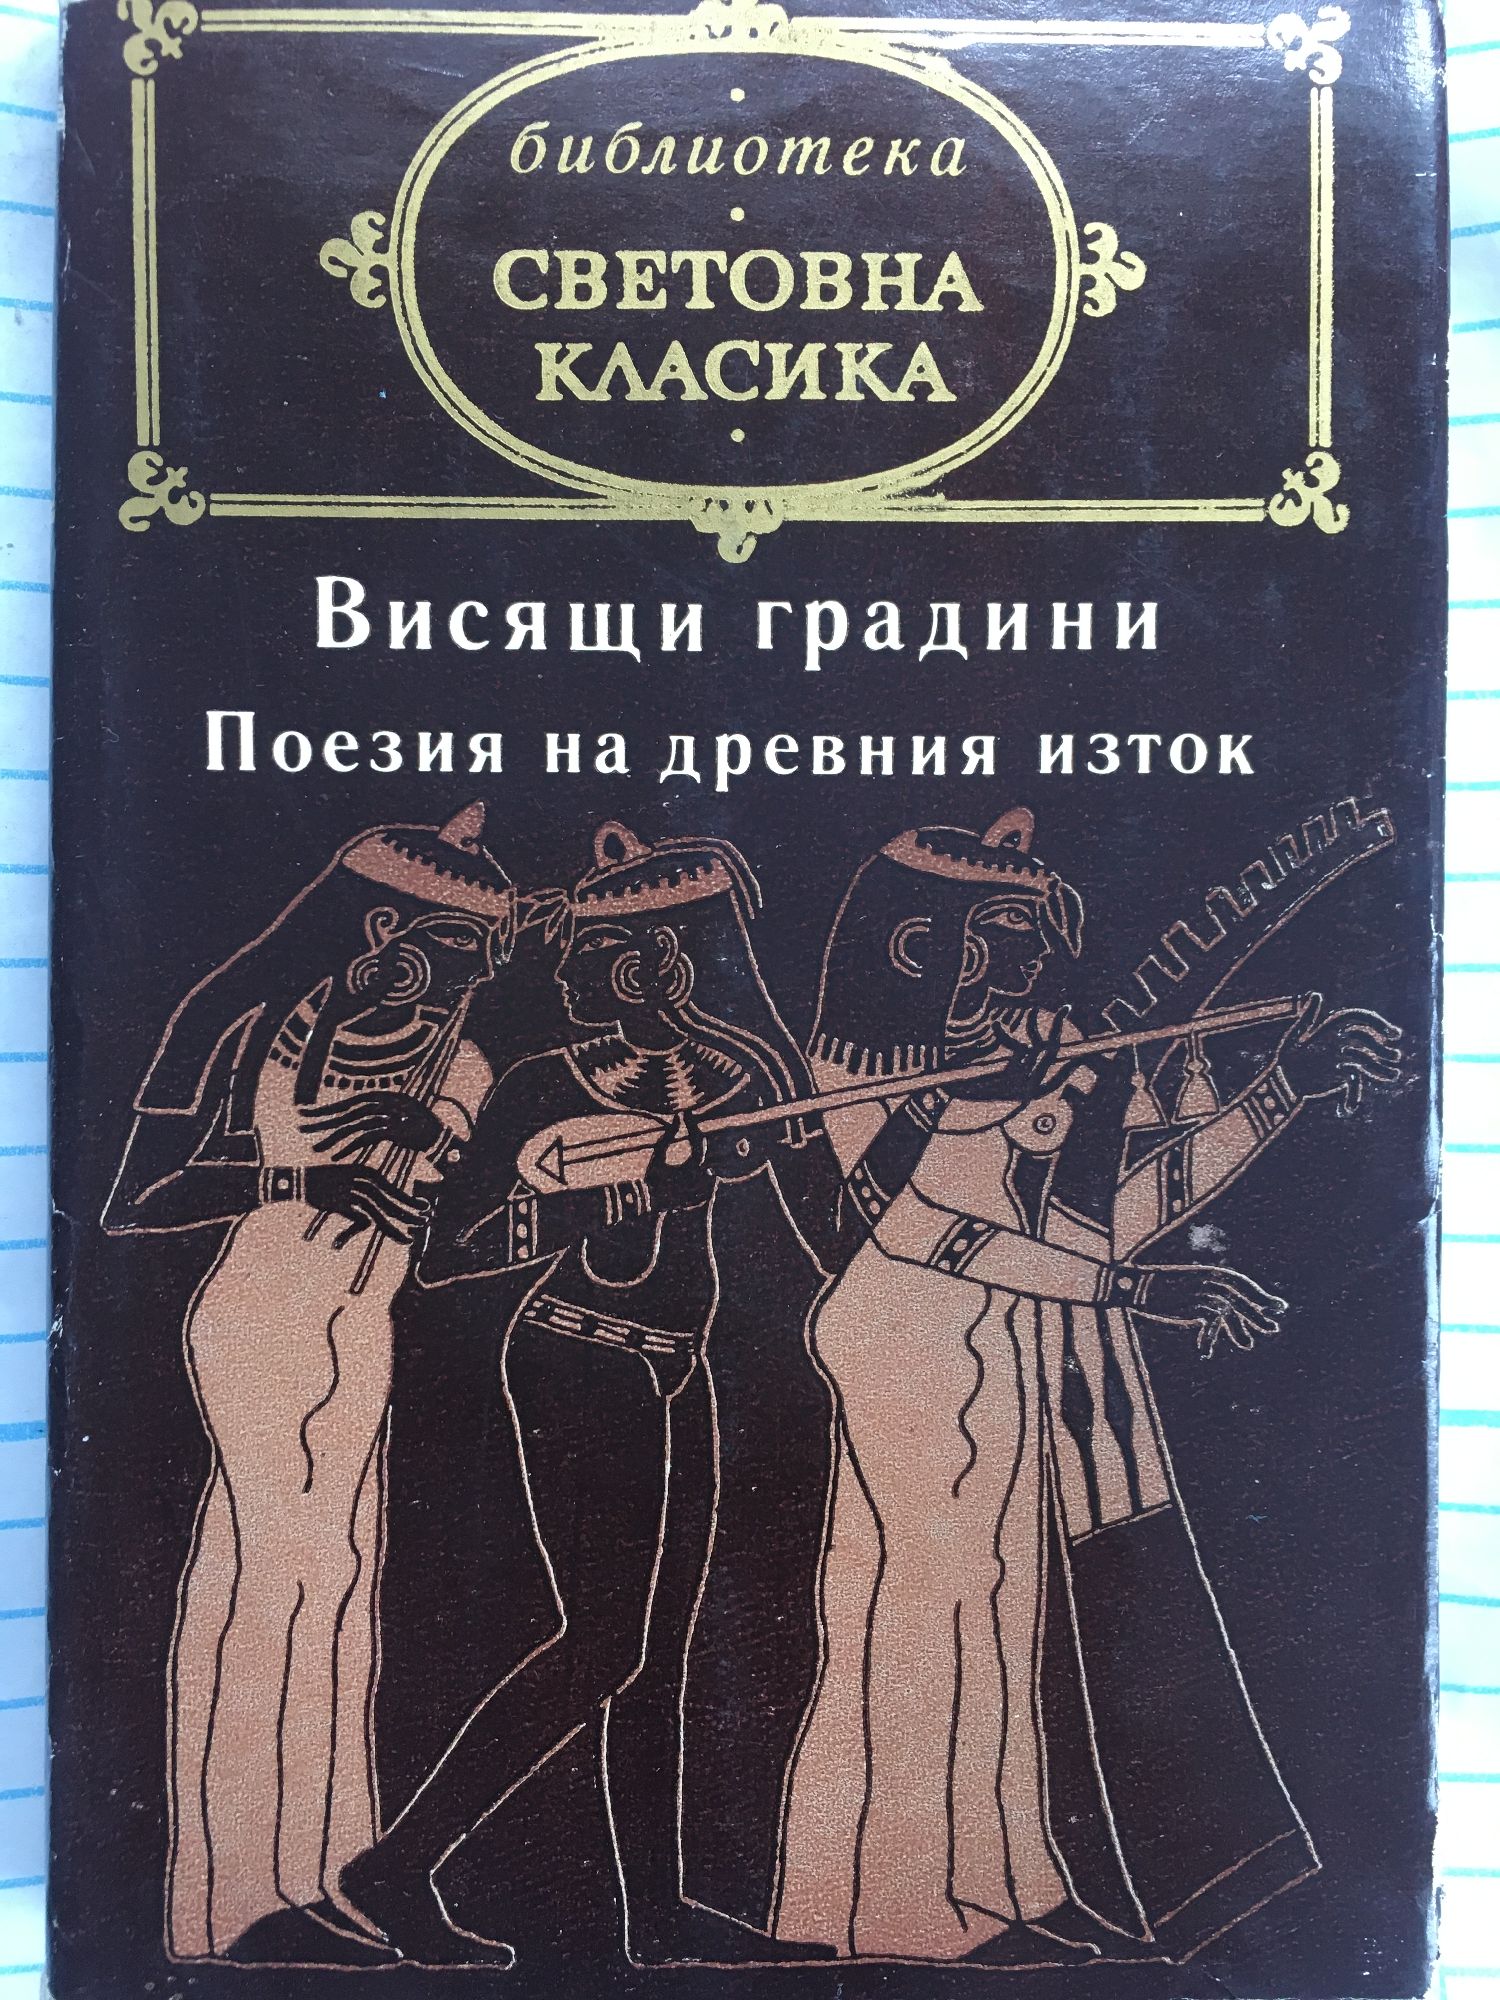 библиотека
СВЕТОВНА
КЛАСИКА
Висящи градини
Поезия на древния изток